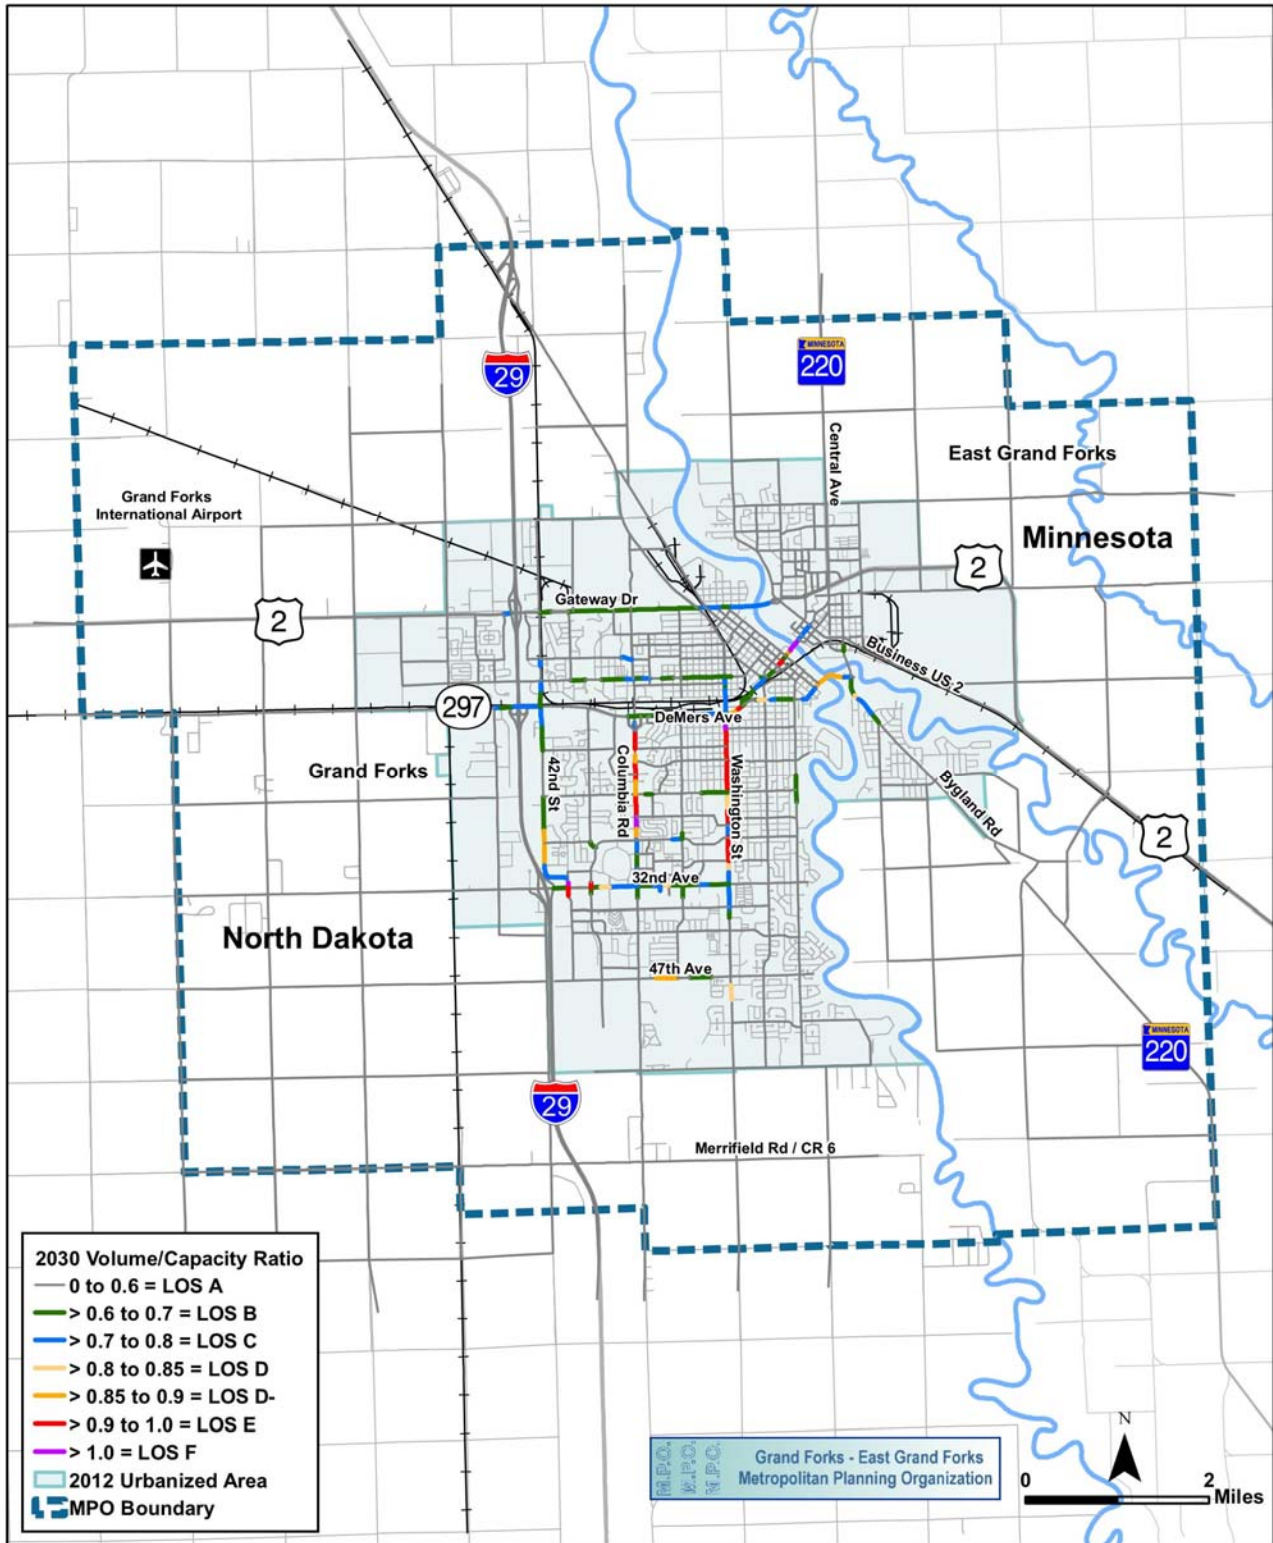 29
MINNESOTA
220
Central Ave
East Grand Forks
Grand Forks
International Airport
Minnesota
2
Gateway Dr
2
Business US 2
297
DeMers Ave
Grand Forks
42nd St
Columbia Rd
Washington St
Bygland Rd
2
32nd Ave
North Dakota
47th Ave
MINNESOTA
220
29
Merrifield Rd / CR 6
2030 Volume/Capacity Ratio
0 to 0.6 = LOS A
> 0.6 to 0.7 = LOS B
> 0.7 to 0.8 = LOS C
> 0.8 to 0.85 = LOS D
> 0.85 to 0.9 = LOS D-
> 0.9 to 1.0 = LOS E
> 1.0 = LOS F
2012 Urbanized Area
MPO Boundary
M.P.O.
M.P.O.
M.P.O.
Grand Forks - East Grand Forks
Metropolitan Planning Organization
N
0 2
Miles